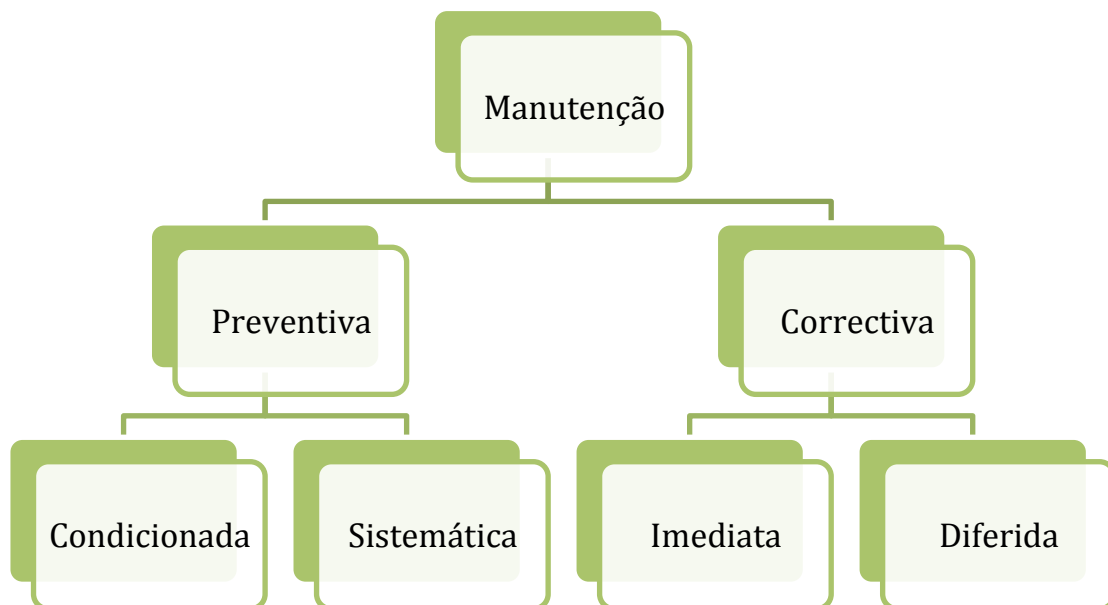 Manutenção
Preventiva
Correctiva
Condicionada
Sistemática
Imediata
Diferida